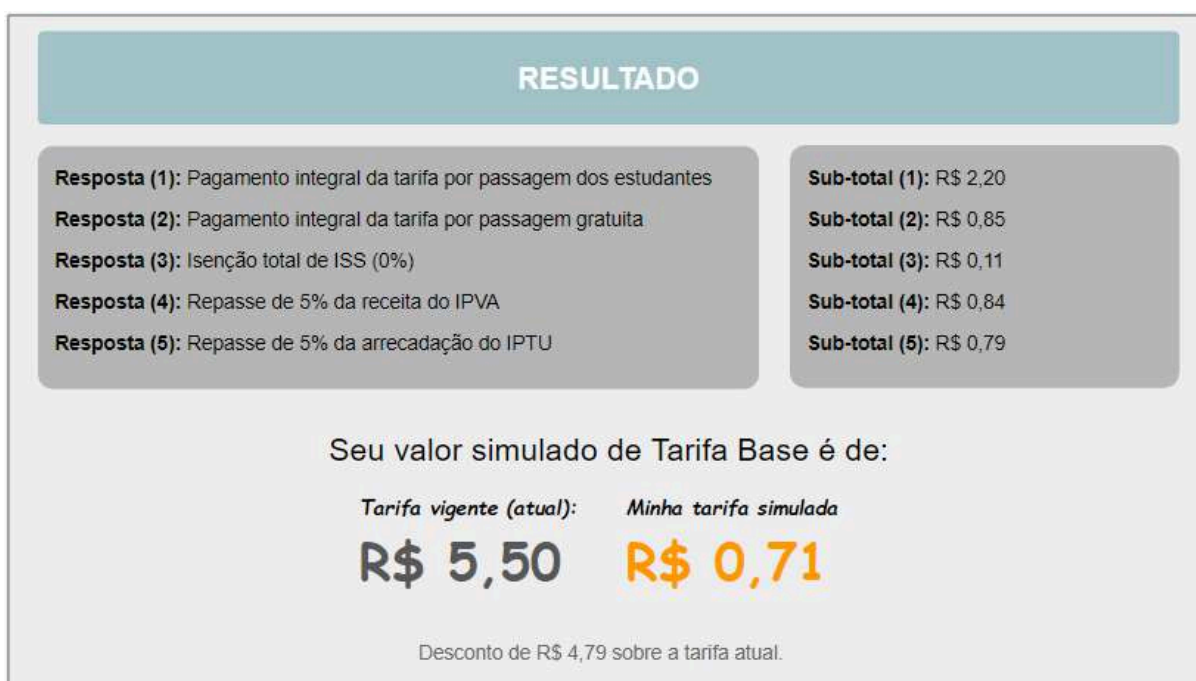 RESULTADO
Resposta (1): Pagamento integral da tarifa por passagem dos estudantes
Resposta (2): Pagamento integral da tarifa por passagem gratuita
Resposta (3): Isenção total de ISS (0%)
Resposta (4): Repasse de 5% da receita do IPVA
Resposta (5): Repasse de 5% da arrecadação do IPTU
Sub-total (1): R$ 2,20
Sub-total (2): R$ 0,85
Sub-total (3): R$ 0,11
Sub-total (4): R$ 0,84
Sub-total (5): R$ 0,79
Seu valor simulado de Tarifa Base é de:
Tarifa vigente (atual): Minha tarifa simulada
R$ 5,50 R$ 0,71
Desconto de R$ 4,79 sobre a tarifa atual.